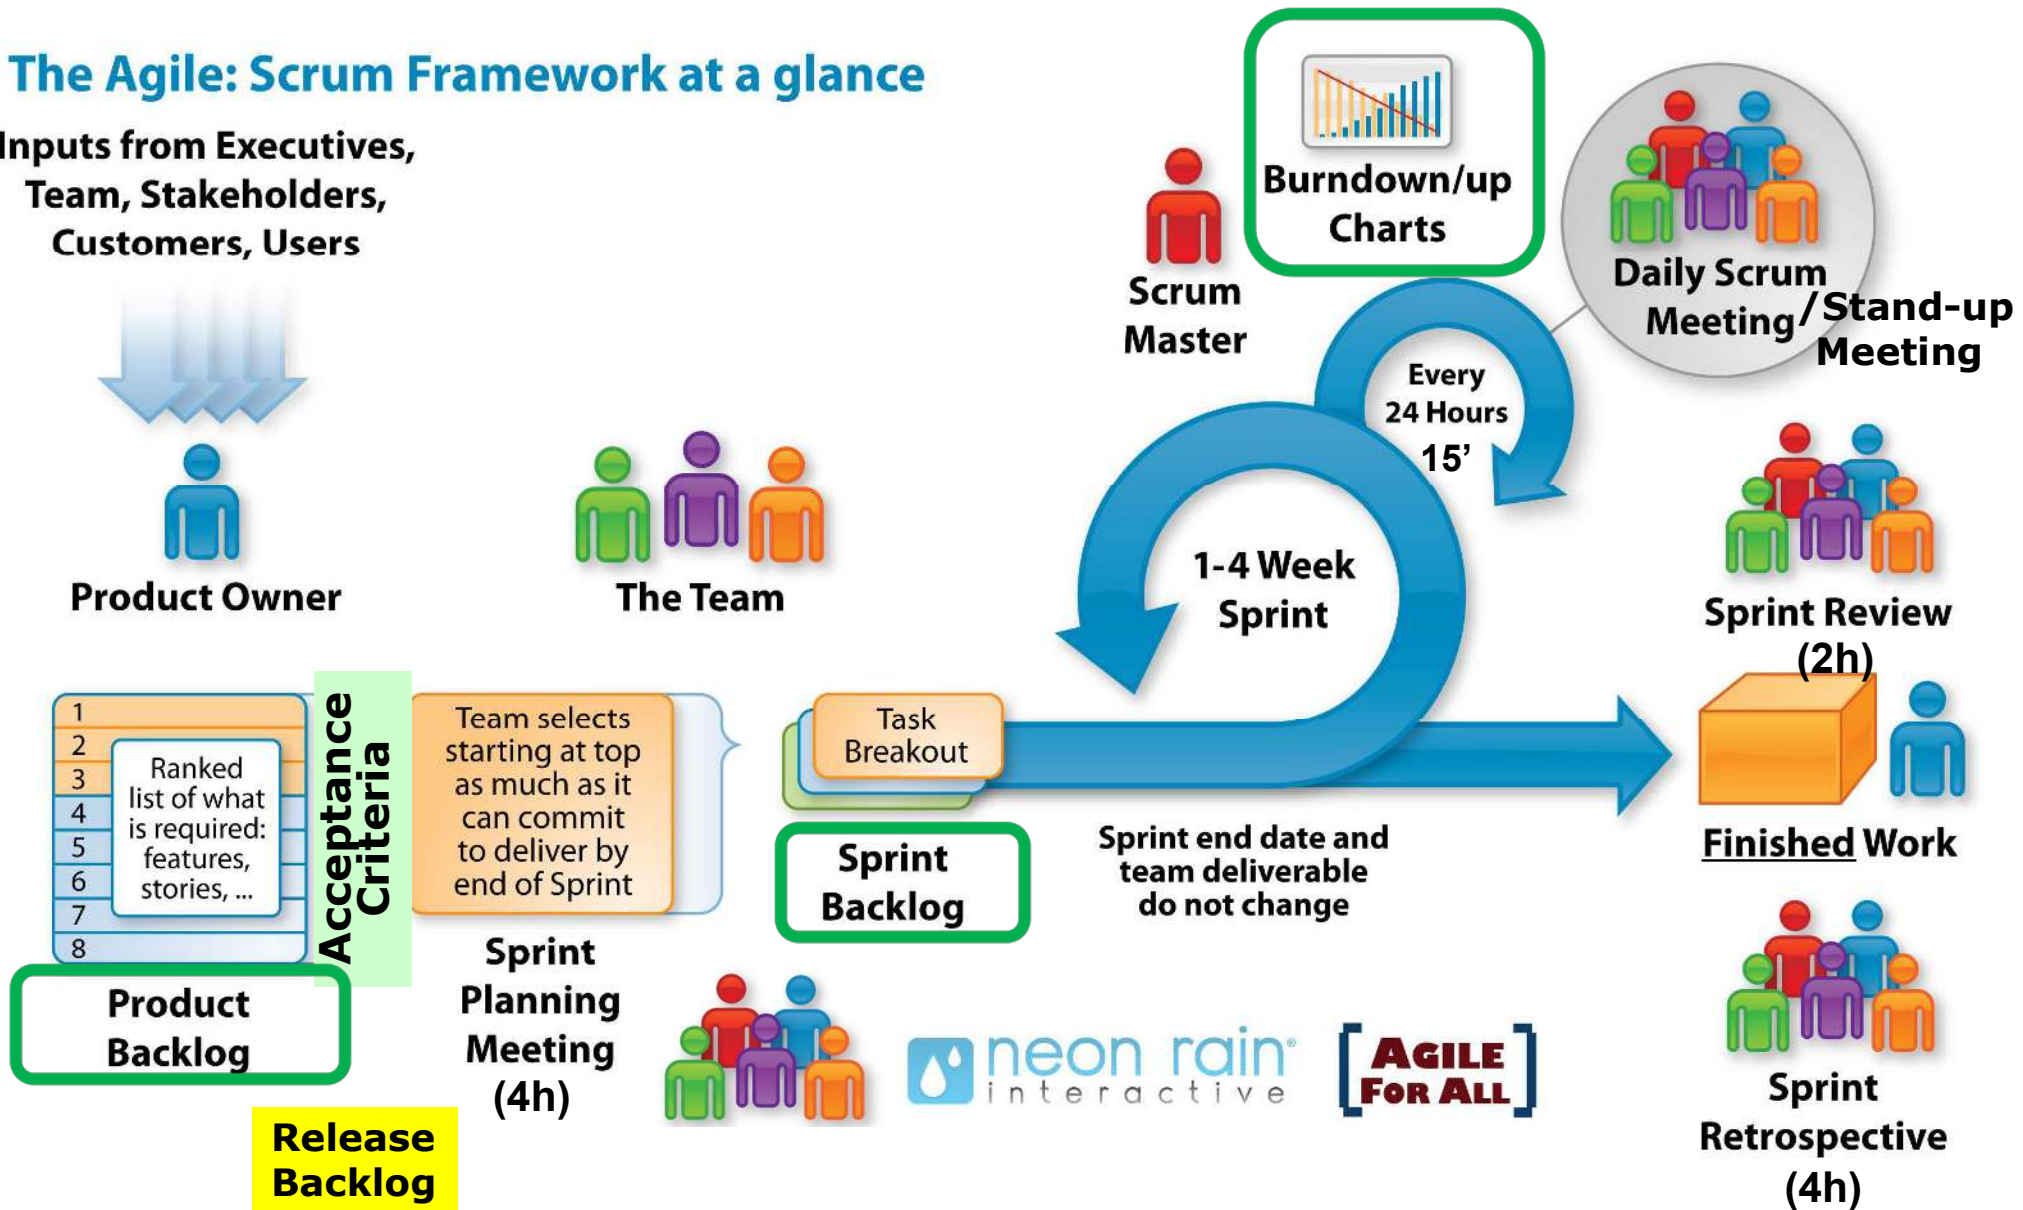 The Agile: Scrum Framework at a glance
Inputs from Executives,
Team, Stakeholders,
Customers, Users
Product Owner
The Team
Scrum
Master
Burndown/up
Charts
Daily Scrum
Meeting
/Stand-up
Meeting
Every
24 Hours
15’
1-4 Week
Sprint
Sprint Review
(2h)
1
2
3
4
5
6
7
8
Ranked
list of what
is required:
features,
stories, ...
Acceptance
Criteria
Team selects
starting at top
as much as it
can commit
to deliver by
end of Sprint
Task
Breakout
Sprint
Backlog
Sprint end date and
team deliverable
do not change
Finished Work
Product
Backlog
Sprint
Planning
Meeting
(4h)
Release
Backlog
neon rain®
interactive
AGILE
FOR ALL
Sprint
Retrospective
(4h)